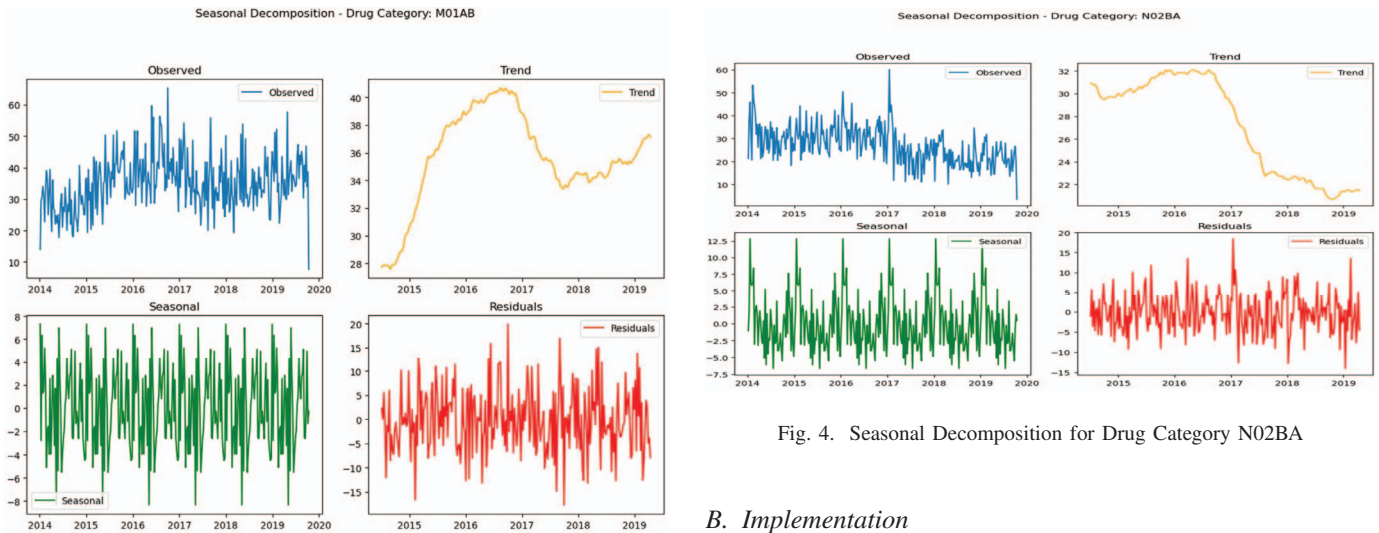 Seasonal Decomposition - Drug Category: M01AB
Observed
Observed
60
50
40
30
20
10
2014 2015 2016 2017 2018 2019 2020
Trend
Trend
40
38
36
34
32
30
28
2015 2016 2017 2018 2019
Seasonal
8
6
4
2
0
−2
−4
−6
−8
Seasonal
2014 2015 2016 2017 2018 2019 2020
Residuals
Residuals
20
15
10
5
0
−5
−10
−15
2015 2016 2017 2018 2019
Seasonal Decomposition - Drug Category: N02BA
Observed
Observed
60
50
40
30
20
10
2014 2015 2016 2017 2018 2019 2020
Trend
Trend
32
30
28
26
24
22
2015 2016 2017 2018 2019
Seasonal
Seasonal
12.5
10.0
7.5
5.0
2.5
0.0
−2.5
−5.0
−7.5
2014 2015 2016 2017 2018 2019 2020
Residuals
Residuals
20
15
10
5
0
−5
−10
−15
2015 2016 2017 2018 2019
Fig. 4. Seasonal Decomposition for Drug Category N02BA
B. Implementation